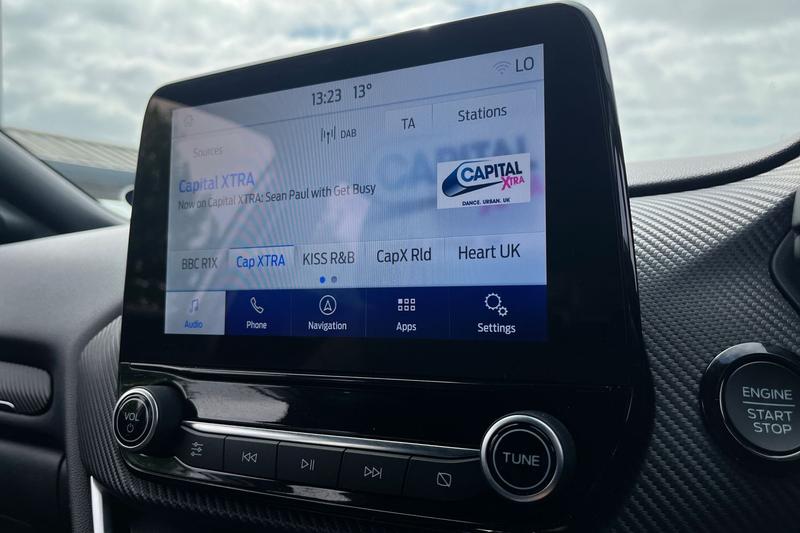 LO
13:23 13°
DAB
TA
Stations
Sources
Capital XTRA
Now on Capital XTRA: Sean Paul with Get Busy
CAPITAL
XTRA
DANCE. URBAN. UK
BBC R1X
Cap XTRA
KISS R&B
CapX Rld
Heart UK
Audio
Phone
Navigation
Apps
Settings
VOL
TUNE
ENGINE
START
STOP